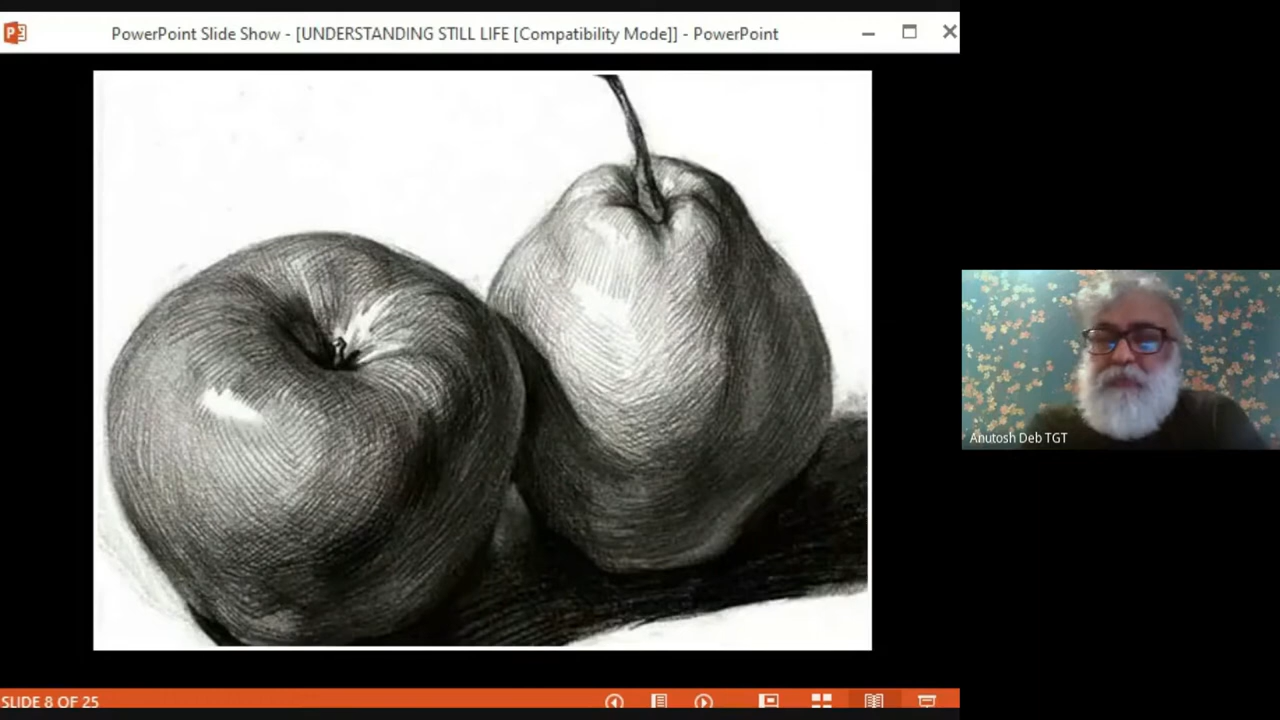 PowerPoint Slide Show - [UNDERSTANDING STILL LIFE [Compatibility Mode]] - PowerPoint
Anutosh Deb TGT
SLIDE 8 OF 25